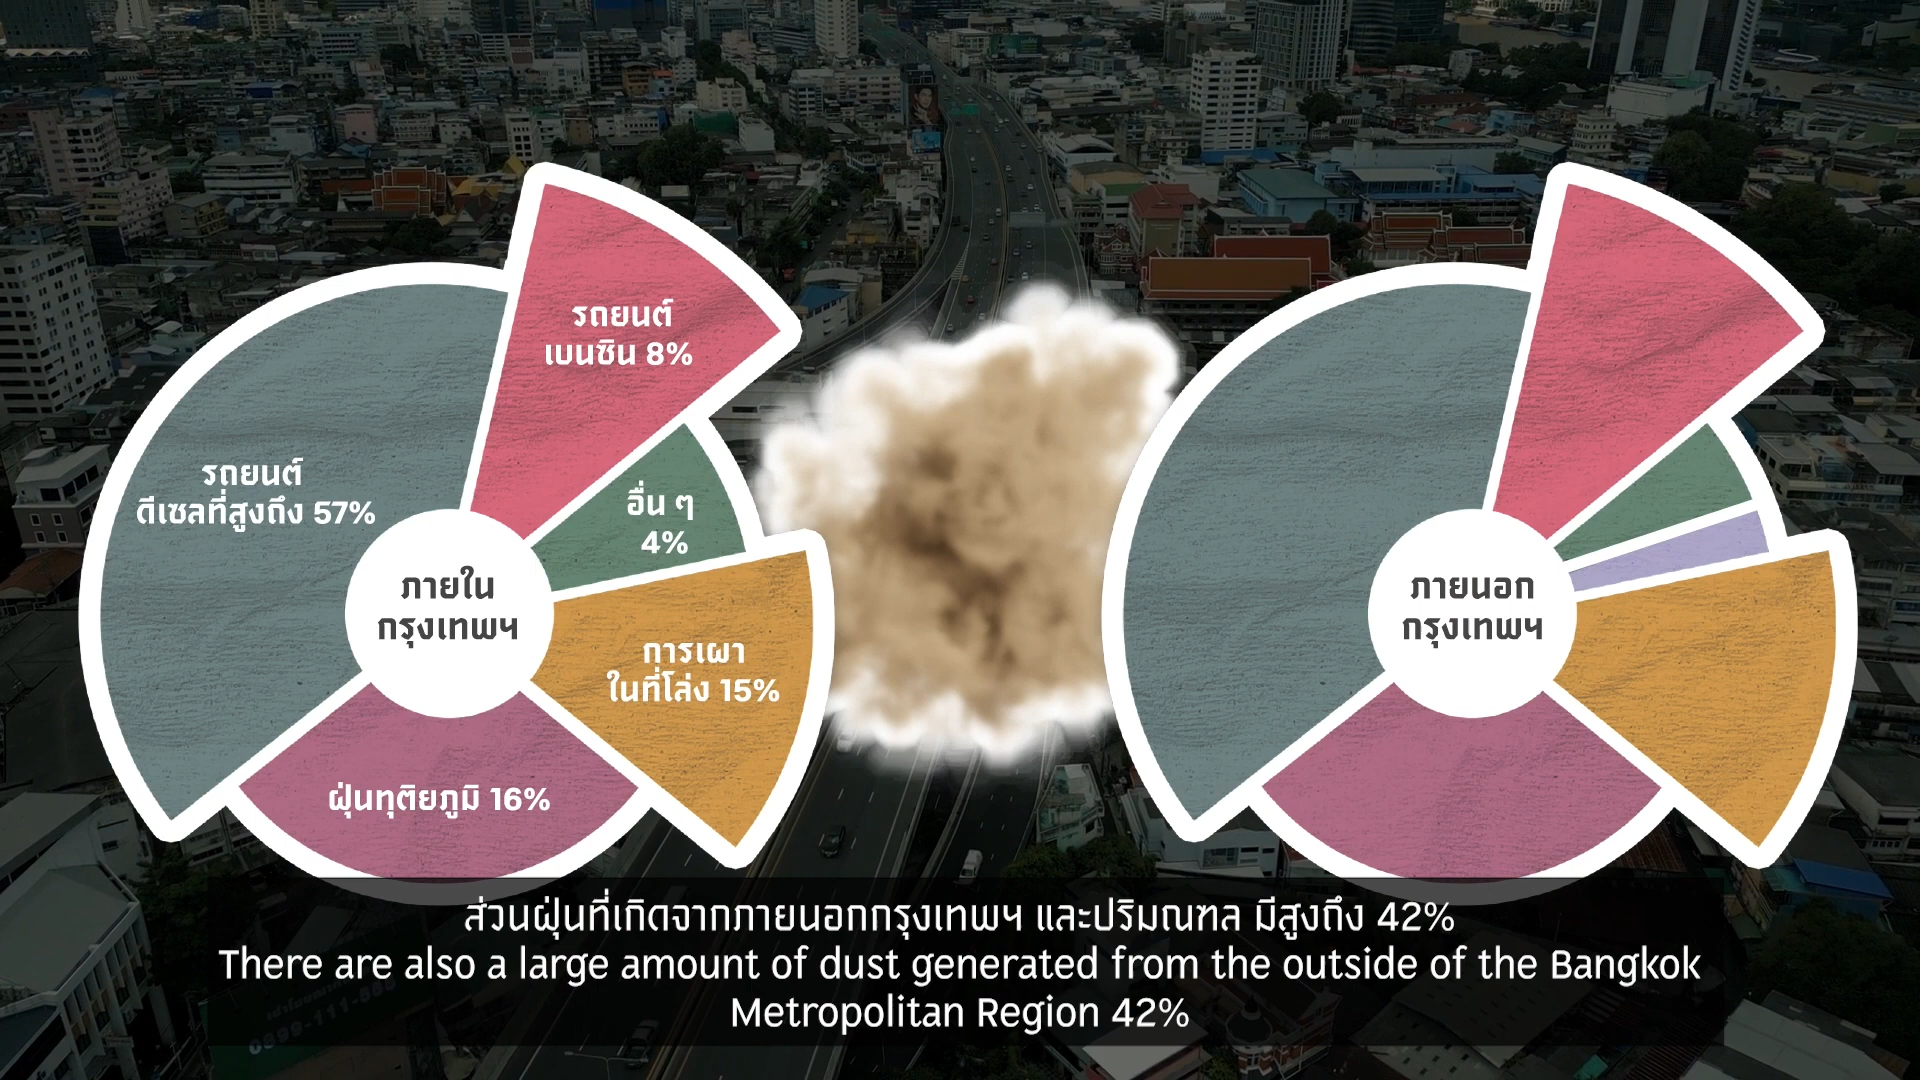 รถยนต์
เบนซิน 8%
รถยนต์
ดีเซลที่สูงถึง 57%
อื่น ๆ
4%
ภายใน
กรุงเทพฯ
การเผา
ในที่โล่ง 15%
ฝุ่นทุติยภูมิ 16%
ภายนอก
กรุงเทพฯ
ส่วนฝุ่นที่เกิดจากภายนอกกรุงเทพฯ และปริมณฑล มีสูงถึง 42%
There are also a large amount of dust generated from the outside of the Bangkok
Metropolitan Region 42%